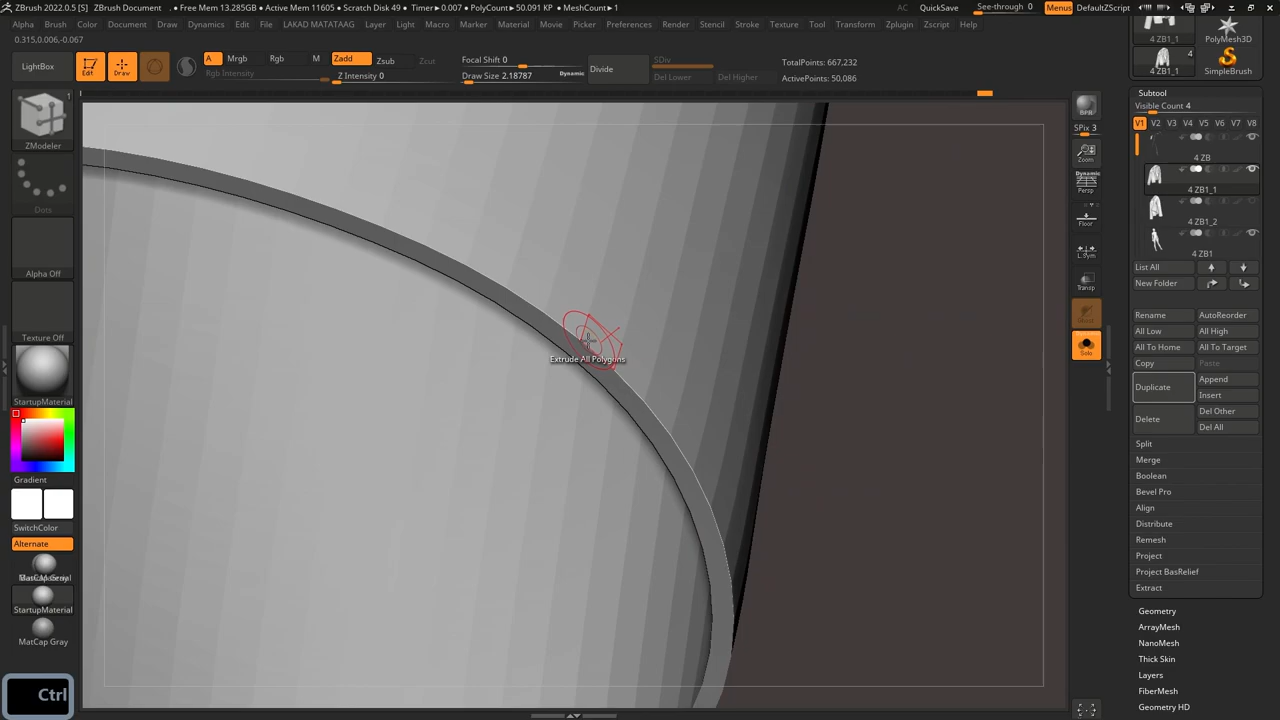 ZBrush 2022.0.5 [S]
ZBrush Document
• Free Mem 13.285GB • Active Mem 11605 • Scratch Disk 49 • Timer▸0.007 • PolyCount▸50.091 KP • MeshCount▸1
AC
QuickSave
See-through 0
Menus
DefaultZScript
Alpha Brush Color Document Draw Dynamics Edit File LAKAD MATATAG Layer Light Macro Marker Material Movie Picker Preferences Render Stencil Stroke Texture Tool Transform Zplugin Zscript Help
0.315,0.006,-0.067
LightBox
Edit
Draw
A
Mrgb
Rgb
M
Rgb Intensity
Zadd
Zsub
Zcut
Z Intensity 0
Focal Shift 0
Draw Size 2.18787
Dynamic
Divide
SDiv
Del Lower
Del Higher
TotalPoints: 667,232
ActivePoints: 50,086
1
ZModeler
Dots
Alpha Off
Texture Off
StartupMaterial
Gradient
SwitchColor
Alternate
StartupMaterial
MatCap Gray
Ctrl
Extrude All Polygons
BPR
SPix 3
Zoom
Dynamic
Persp
Floor
L.Sym
Transp
Solo
4 ZB1_1
PolyMesh3D
4
4 ZB1_1
SimpleBrush
Subtool
Visible Count 4
V1 V2 V3 V4 V5 V6 V7 V8
4 ZB
4 ZB1_1
4 ZB1_2
4 ZB1
List All
New Folder
Rename
AutoReorder
All Low
All High
All To Home
All To Target
Copy
Paste
Duplicate
Append
Insert
Delete
Del Other
Del All
Split
Merge
Boolean
Bevel Pro
Align
Distribute
Remesh
Project
Project BasRelief
Extract
Geometry
ArrayMesh
NanoMesh
Thick Skin
Layers
FiberMesh
Geometry HD